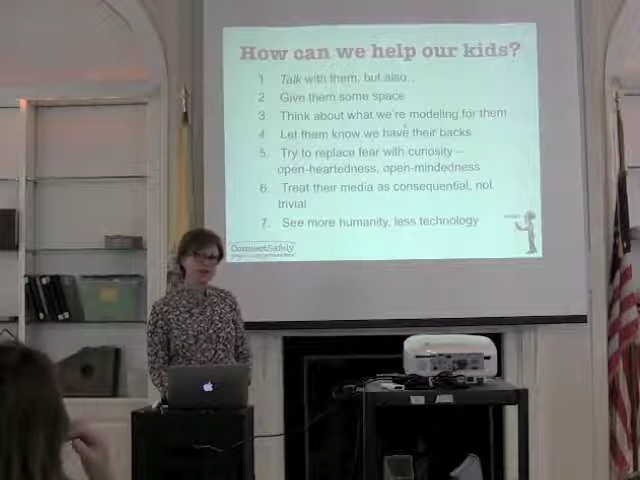 How can we help our kids?
1 Talk with them, but also...
2 Give them some space
3 Think about what we're modeling for them
4 Let them know we have their backs
5. Try to replace fear with curiosity –
open-heartedness, open-mindedness
6. Treat their media as consequential, not
trivial
7. See more humanity, less technology
ConnectSafely